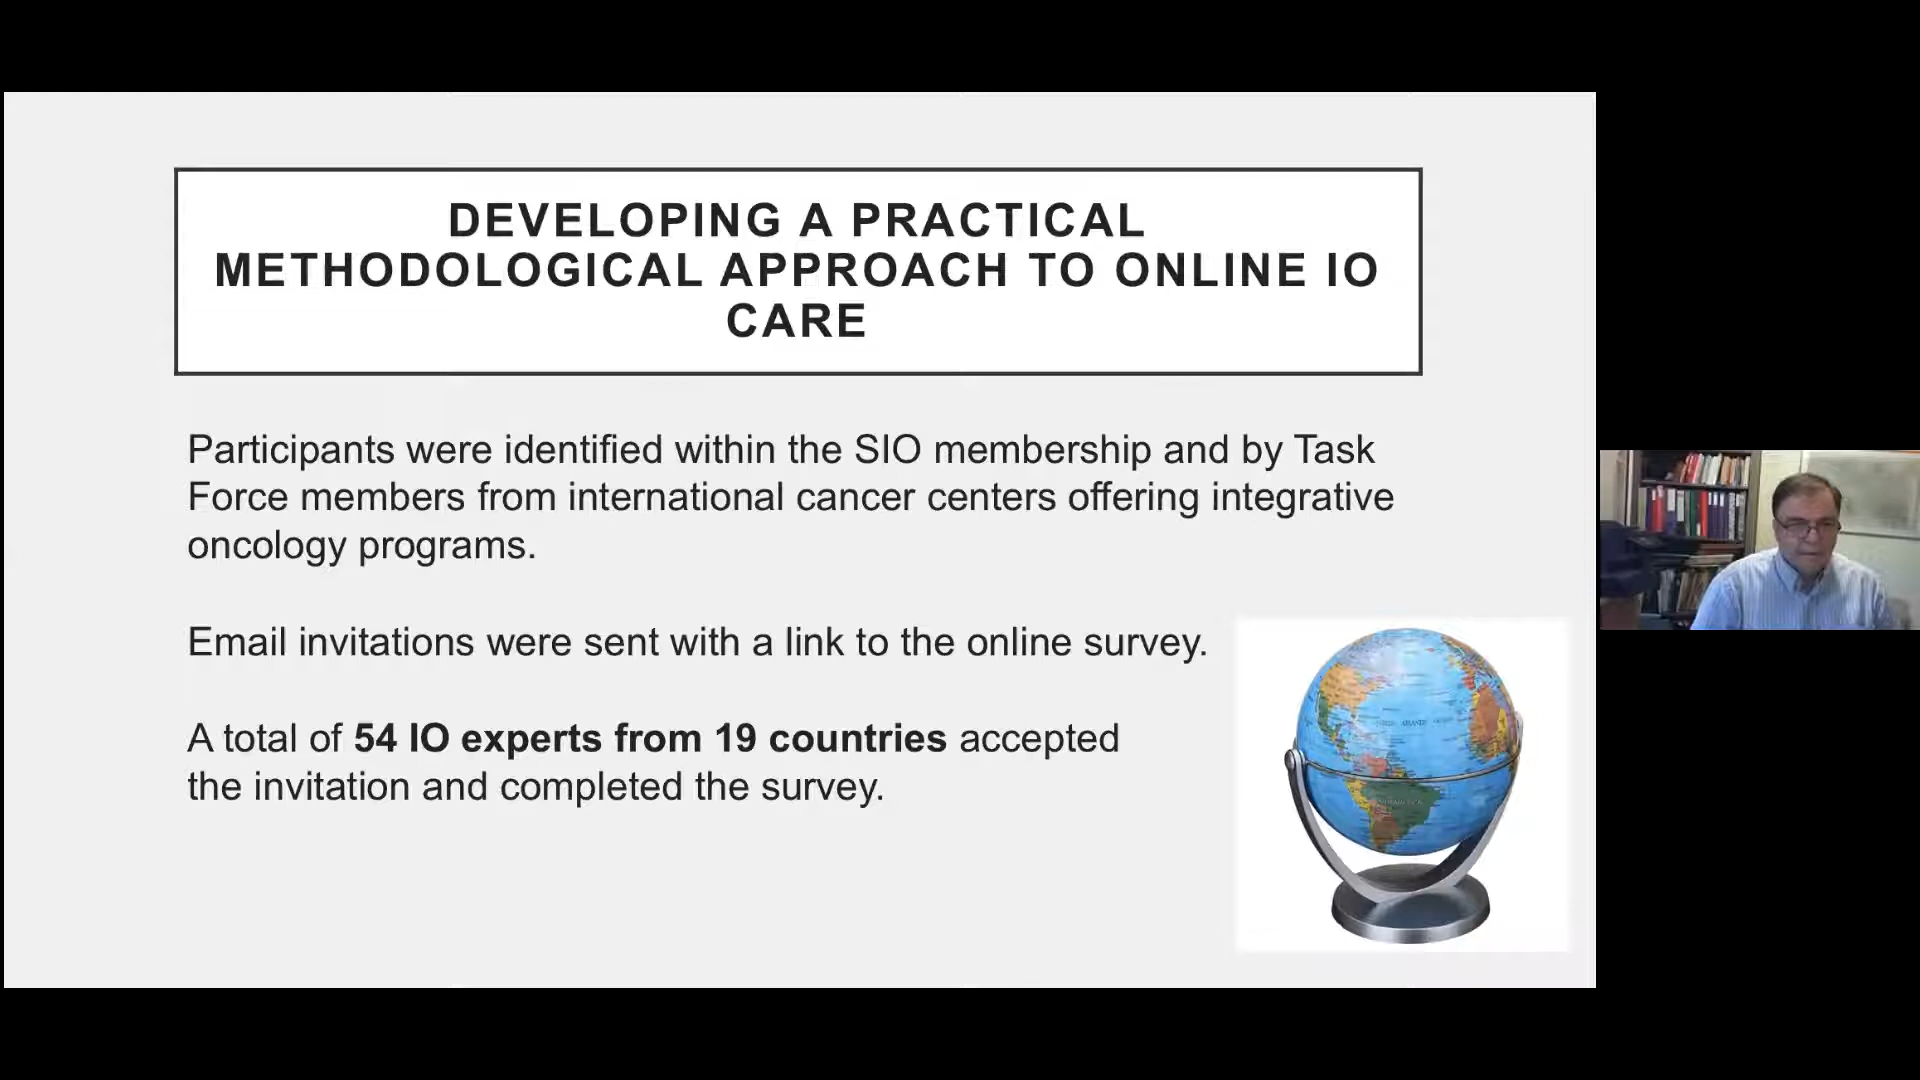 DEVELOPING A PRACTICAL
METHODOLOGICAL APPROACH TO ONLINE IO
CARE
Participants were identified within the SIO membership and by Task
Force members from international cancer centers offering integrative
oncology programs.
Email invitations were sent with a link to the online survey.
A total of 54 IO experts from 19 countries accepted
the invitation and completed the survey.